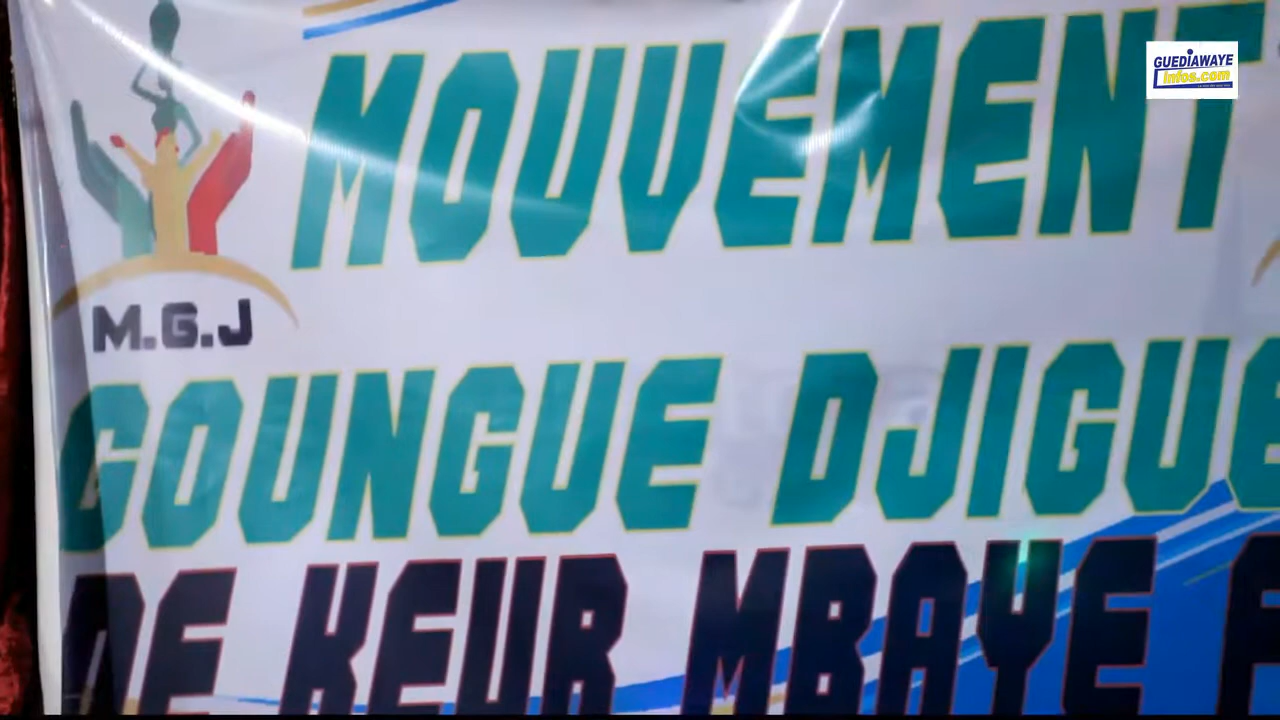 MOUVEMENT
GUEDIAWAYE
infos.com
M.G.J
GOUNGUE DJIGUE
DE KEUR MBAYE F